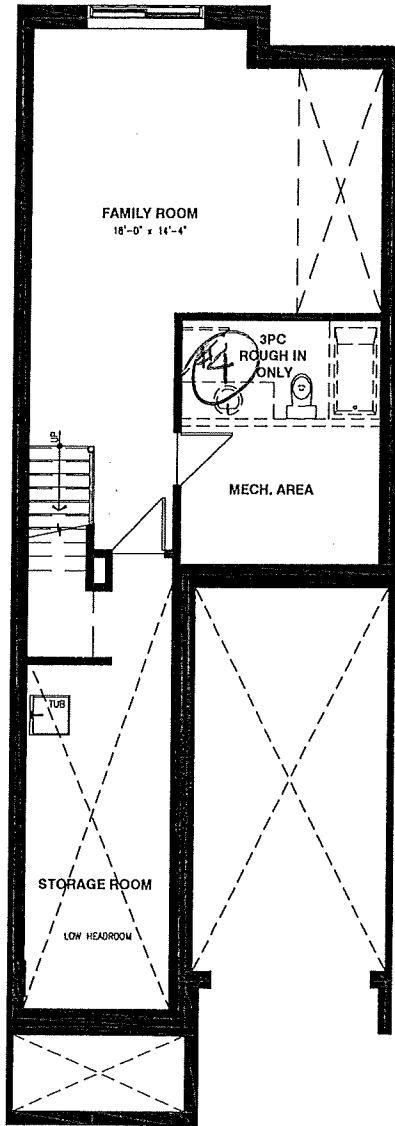 FAMILY ROOM
18'-0" x 14'-4"
3PC
ROUGH IN
ONLY
#4
UP
MECH. AREA
TUB
STORAGE ROOM
LOW HEADROOM